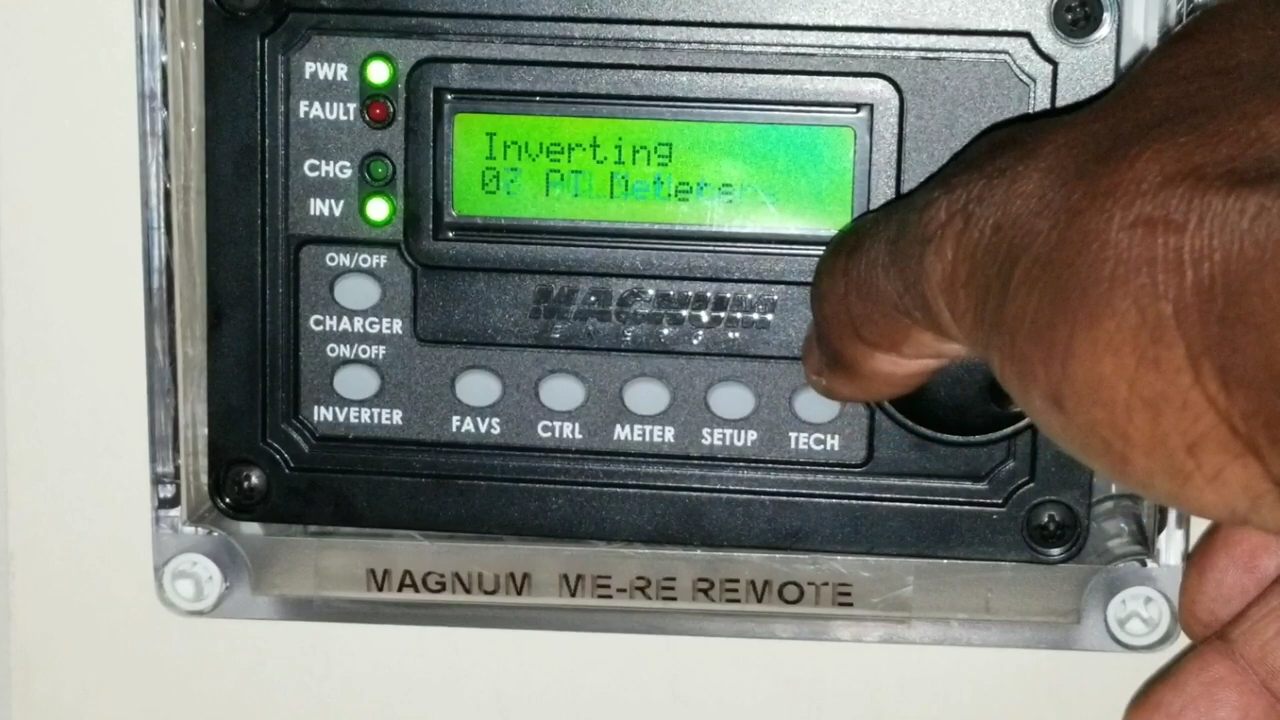 PWR
FAULT
CHG
INV
Inverting
ON/OFF
CHARGER
ON/OFF
INVERTER
MAGNUM
FAVS
CTRL
METER
SETUP
TECH
MAGNUM ME-RE REMOTE